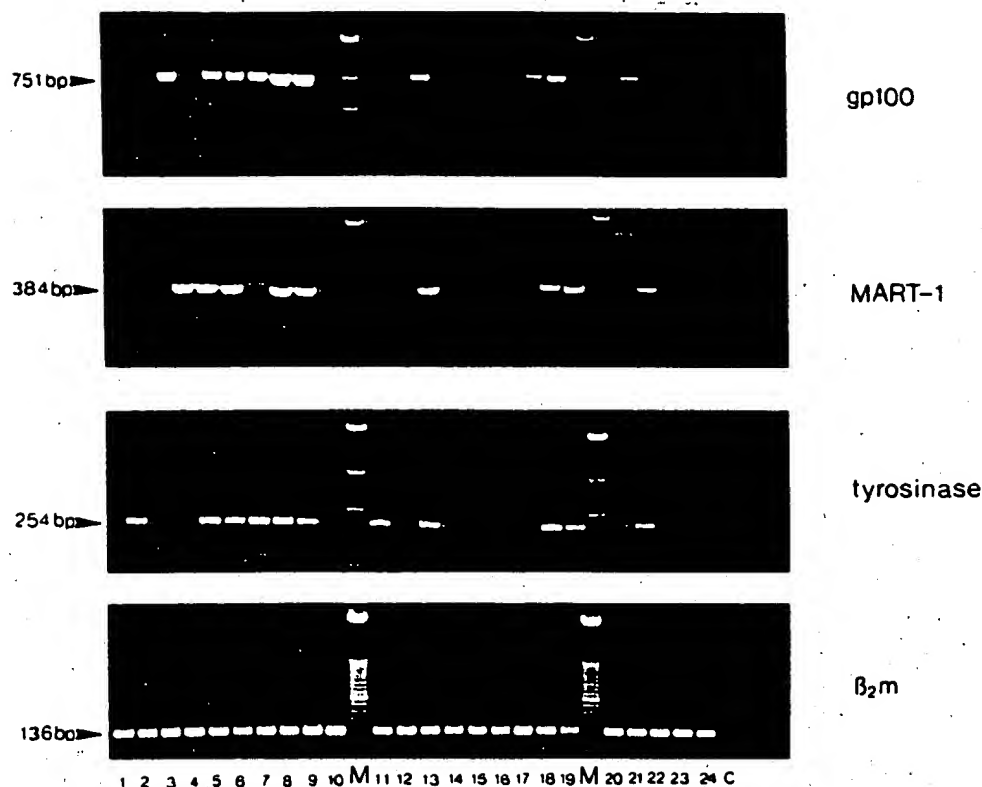 751bp
gp100
384bp
MART-1
254bp
tyrosinase
136bp
β₂m
1 2 3 4 5 6 7 8 9 10 M 11 12 13 14 15 16 17 18 19 M 20 21 22 23 24 C